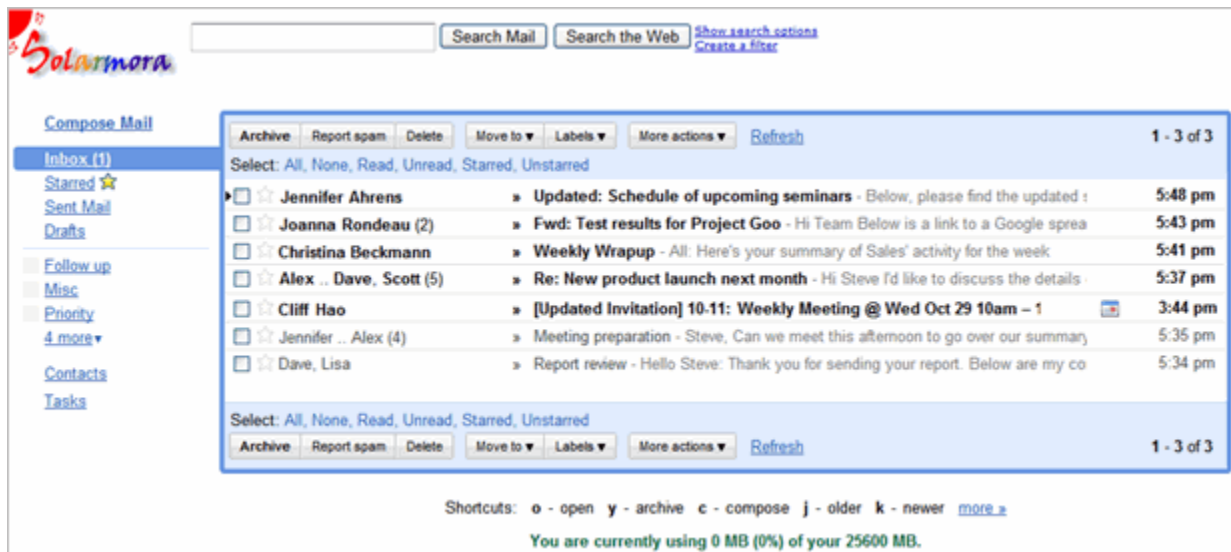 Solarmora
Search Mail Search the Web Show search options
Create a filter
Compose Mail
Inbox (1)
Starred
Sent Mail
Drafts
Follow up
Misc
Priority
4 more▾
Contacts
Tasks
Archive Report spam Delete Move to ▾ Labels ▾ More actions ▾ Refresh 1 - 3 of 3
Select: All, None, Read, Unread, Starred, Unstarred
Jennifer Ahrens » Updated: Schedule of upcoming seminars - Below, please find the updated 5:48 pm
Joanna Rondeau (2) » Fwd: Test results for Project Goo - Hi Team Below is a link to a Google sprea 5:43 pm
Christina Beckmann » Weekly Wrapup - All: Here's your summary of Sales' activity for the week 5:41 pm
Alex .. Dave, Scott (5) » Re: New product launch next month - Hi Steve I'd like to discuss the details 5:37 pm
Cliff Hao » [Updated Invitation] 10-11: Weekly Meeting @ Wed Oct 29 10am – 1 3:44 pm
Jennifer .. Alex (4) » Meeting preparation - Steve, Can we meet this afternoon to go over our summary 5:35 pm
Dave, Lisa » Report review - Hello Steve: Thank you for sending your report. Below are my co 5:34 pm
Select: All, None, Read, Unread, Starred, Unstarred
Archive Report spam Delete Move to ▾ Labels ▾ More actions ▾ Refresh 1 - 3 of 3
Shortcuts: o - open y - archive c - compose j - older k - newer more »
You are currently using 0 MB (0%) of your 25600 MB.